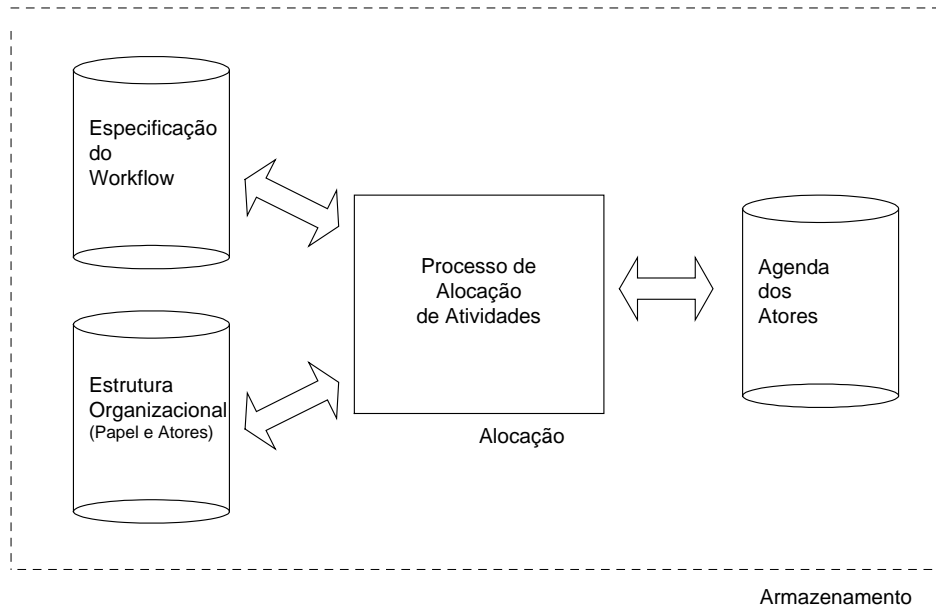 Especificação
do
Workflow
Processo de
Alocação
de Atividades
Agenda
dos
Atores
Estrutura
Organizacional
(Papel e Atores)
Alocação
Armazenamento